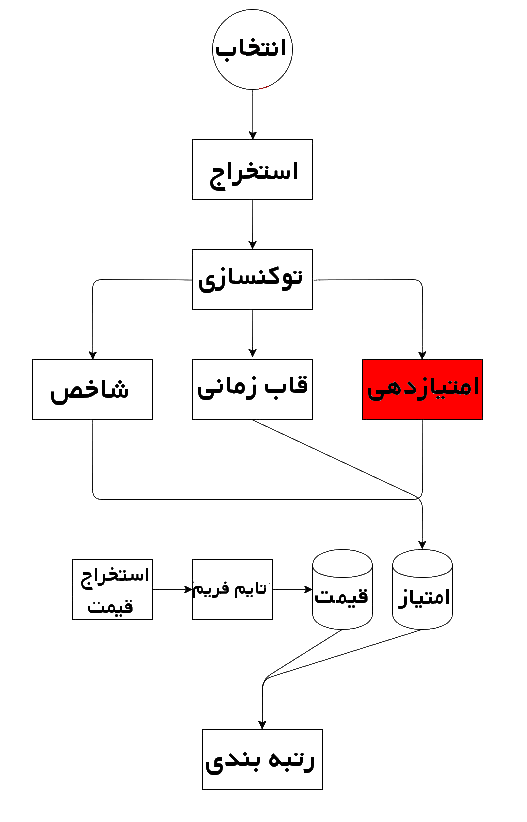 انتخاب
استخراج
توکنسازی
شاخص
قاب زمانی
امتیازدهی
استخراج
قیمت
تایم فریم
قیمت
امتیاز
رتبه بندی